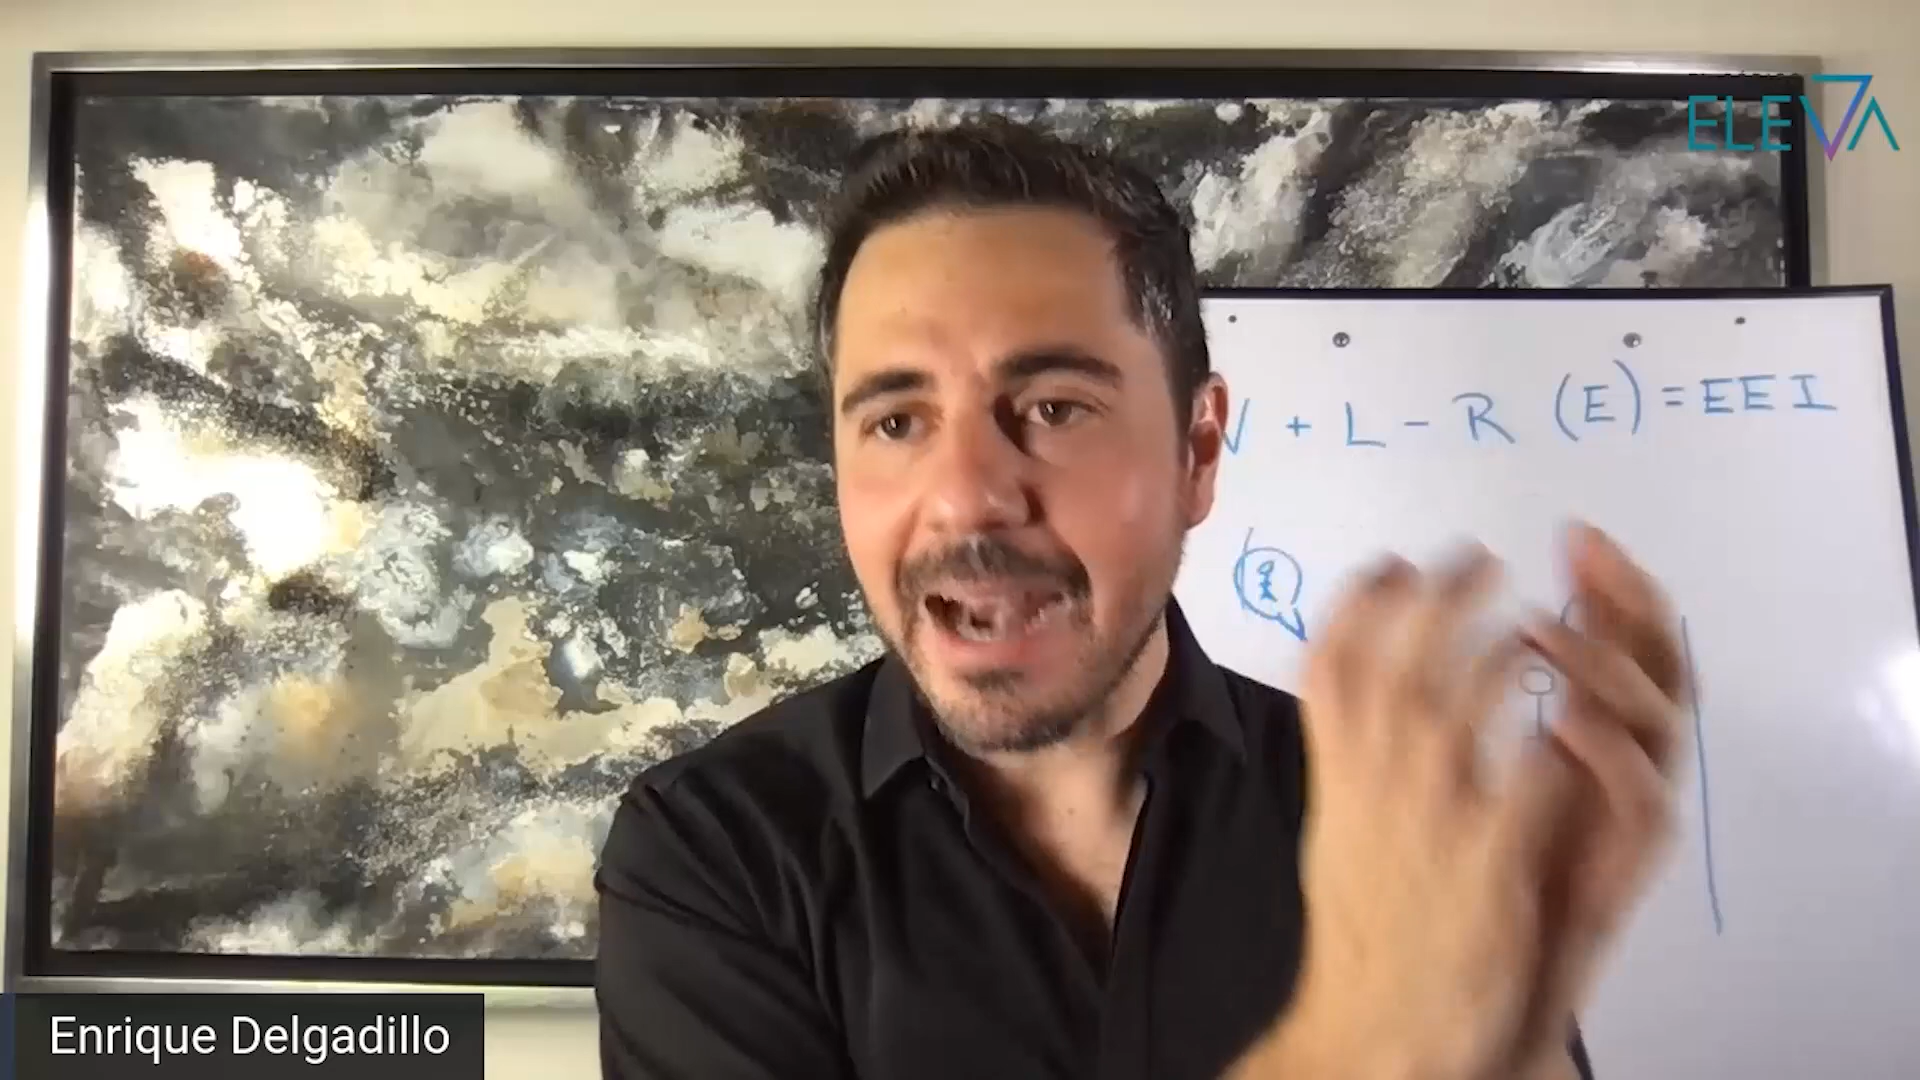 ELEVA
V + L - R (E) = EEI
Enrique Delgadillo